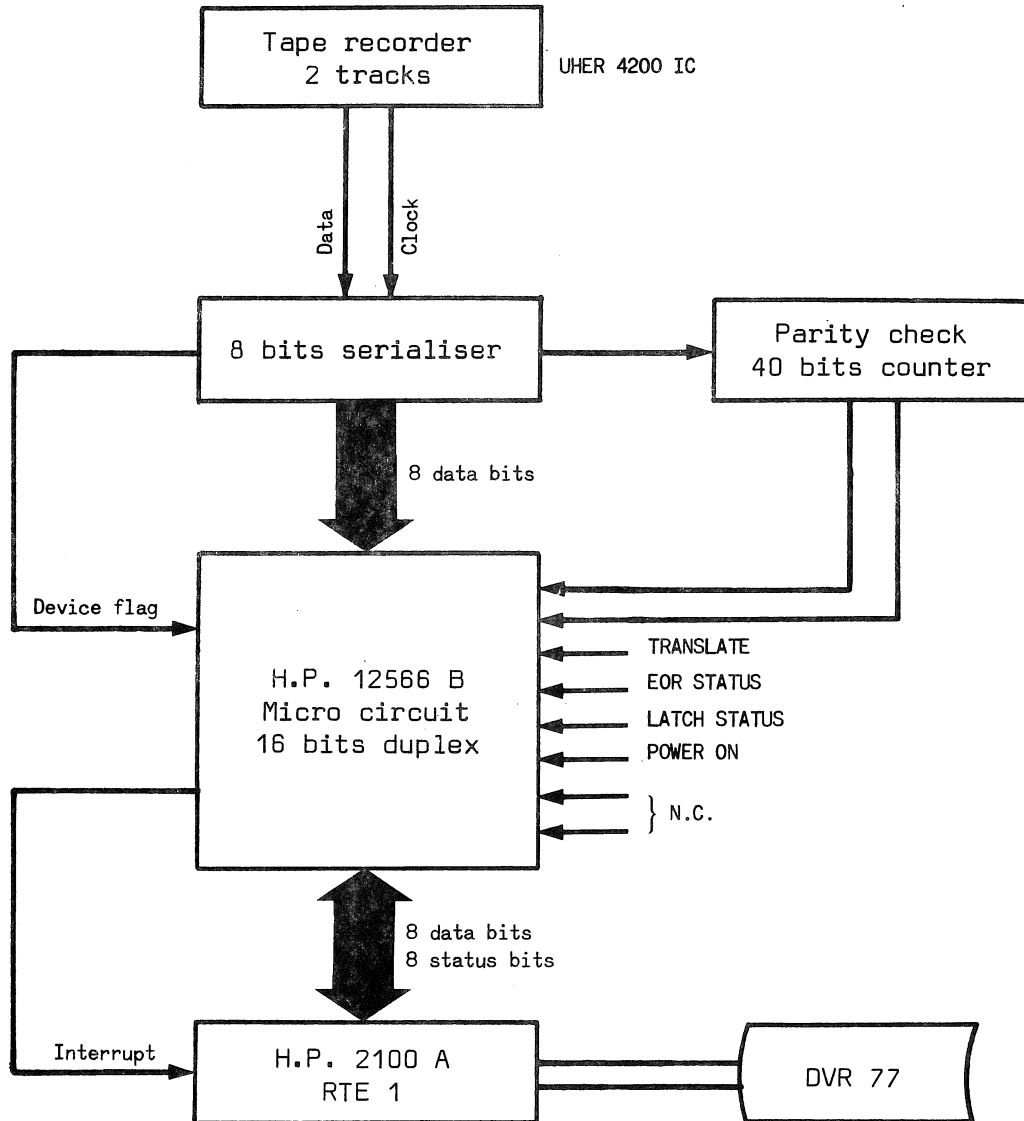 Tape recorder
2 tracks
UHER 4200 IC
Data
Clock
8 bits serialiser
Parity check
40 bits counter
8 data bits
Device flag
H.P. 12566 B
Micro circuit
16 bits duplex
TRANSLATE
EOR STATUS
LATCH STATUS
POWER ON
} N.C.
8 data bits
8 status bits
Interrupt
H.P. 2100 A
RTE 1
DVR 77